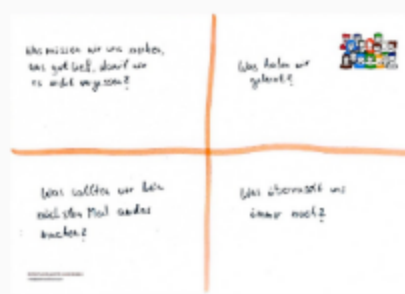 Was müssen wir uns merken,
was gut lief, damit wir
es nicht vergessen?
Was haben wir
gelernt?
Was sollten wir beim
nächsten Mal anders
machen?
Was überrascht uns
immer noch?